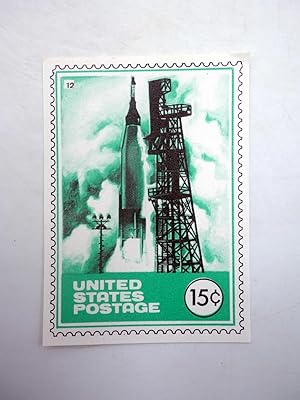 12
UNITED
STATES
POSTAGE
15¢